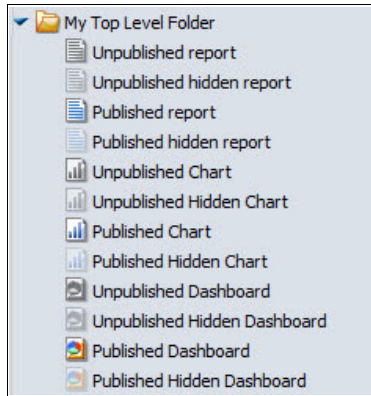 My Top Level Folder
Unpublished report
Unpublished hidden report
Published report
Published hidden report
Unpublished Chart
Unpublished Hidden Chart
Published Chart
Published Hidden Chart
Unpublished Dashboard
Unpublished Hidden Dashboard
Published Dashboard
Published Hidden Dashboard